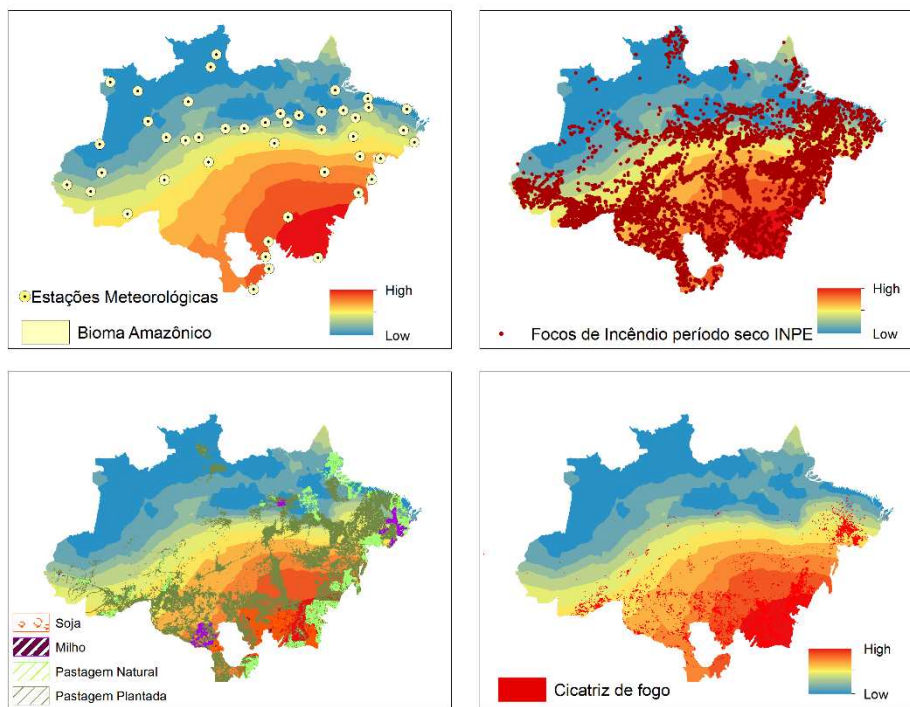 Estações Meteorológicas
Bioma Amazônico
High
Low
Focos de Incêndio período seco INPE
High
Low
Soja
Milho
Pastagem Natural
Pastagem Plantada
Cicatriz de fogo
High
Low